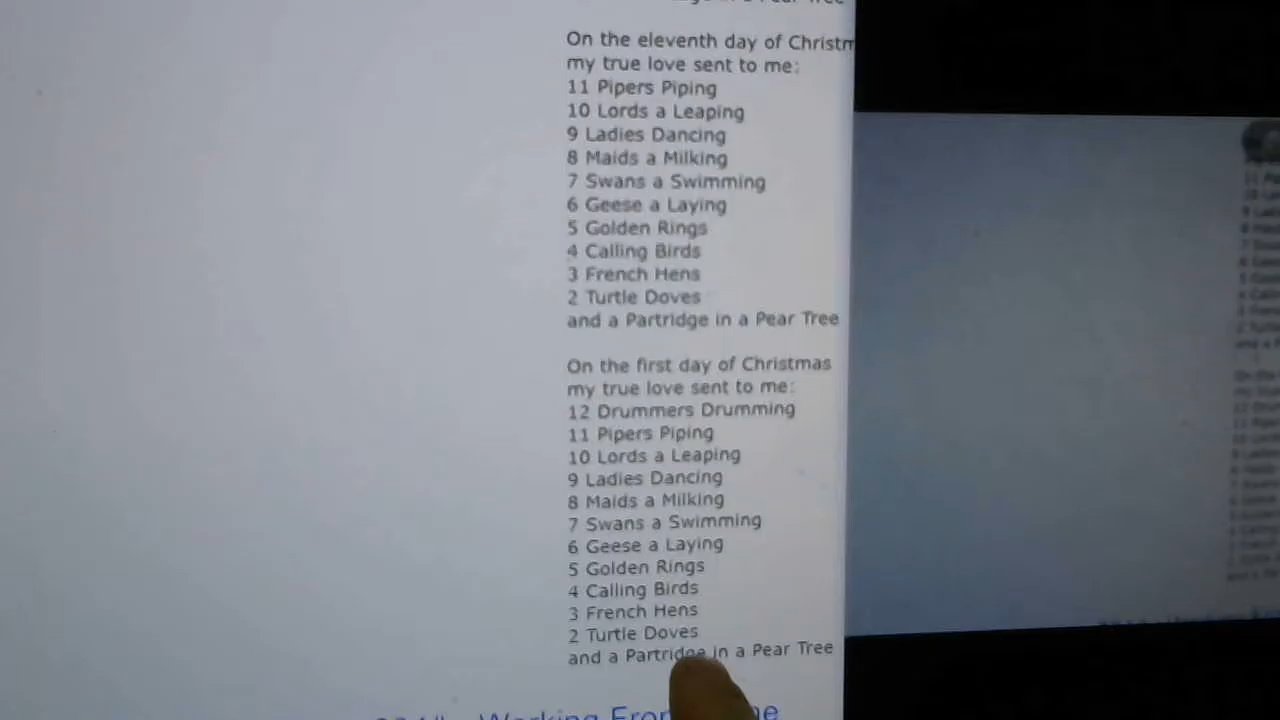 in a Pear Tree
On the eleventh day of Christm
my true love sent to me:
11 Pipers Piping
10 Lords a Leaping
9 Ladies Dancing
8 Maids a Milking
7 Swans a Swimming
6 Geese a Laying
5 Golden Rings
4 Calling Birds
3 French Hens
2 Turtle Doves
and a Partridge in a Pear Tree
On the first day of Christmas
my true love sent to me:
12 Drummers Drumming
11 Pipers Piping
10 Lords a Leaping
9 Ladies Dancing
8 Maids a Milking
7 Swans a Swimming
6 Geese a Laying
5 Golden Rings
4 Calling Birds
3 French Hens
2 Turtle Doves
and a Partridge in a Pear Tree
Working